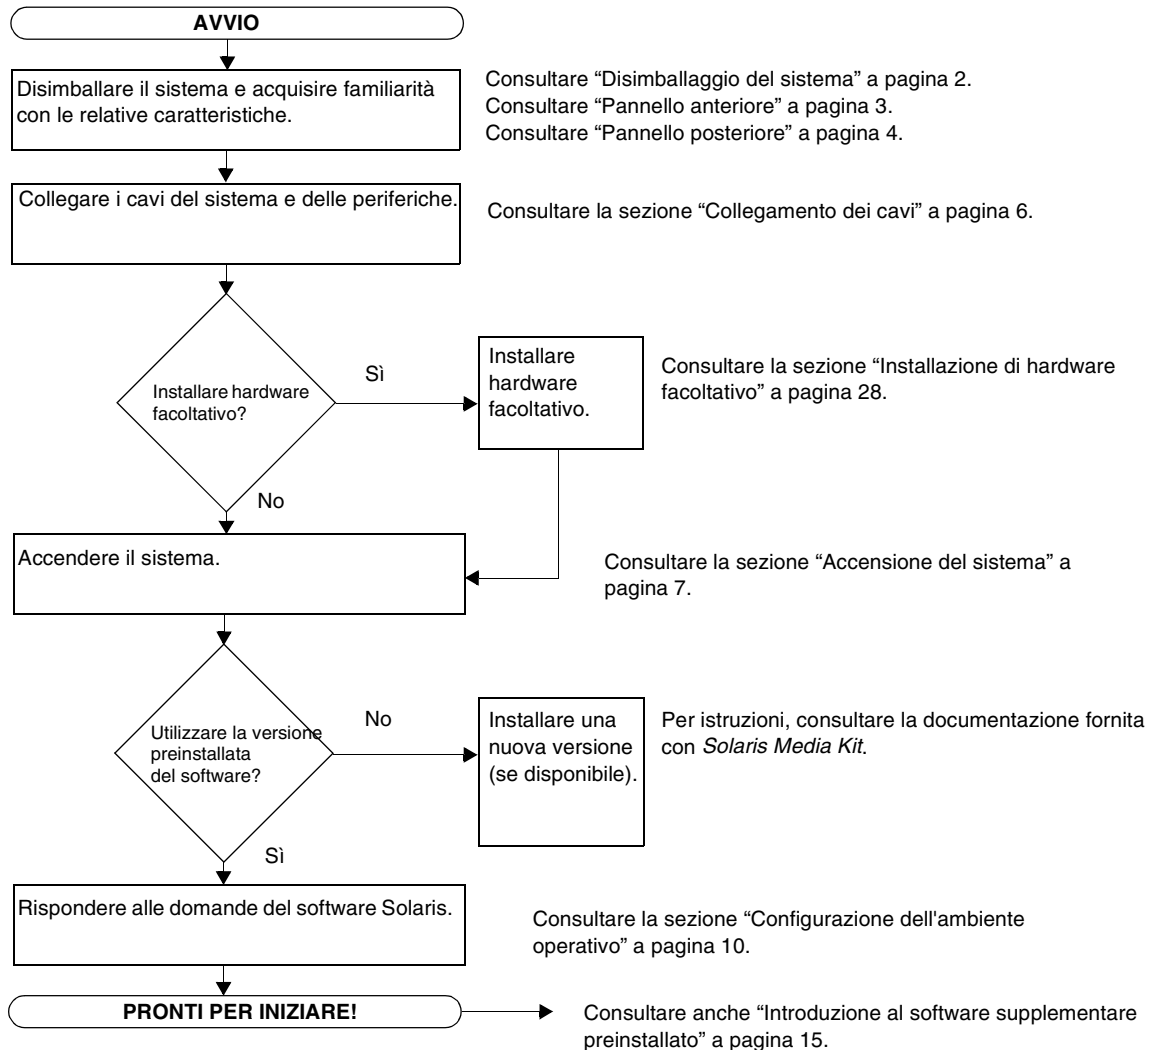 AVVIO
Disimballare il sistema e acquisire familiarità
con le relative caratteristiche.
Consultare “Disimballaggio del sistema” a pagina 2.
Consultare “Pannello anteriore” a pagina 3.
Consultare “Pannello posteriore” a pagina 4.
Collegare i cavi del sistema e delle periferiche.
Consultare la sezione “Collegamento dei cavi” a pagina 6.
Installare hardware
facoltativo?
Sì
Installare
hardware
facoltativo.
Consultare la sezione “Installazione di hardware
facoltativo” a pagina 28.
No
Accendere il sistema.
Consultare la sezione “Accensione del sistema” a
pagina 7.
Utilizzare la versione
preinstallata
del software?
No
Installare una
nuova versione
(se disponibile).
Per istruzioni, consultare la documentazione fornita
con Solaris Media Kit.
Sì
Rispondere alle domande del software Solaris.
Consultare la sezione “Configurazione dell'ambiente
operativo” a pagina 10.
PRONTI PER INIZIARE!
Consultare anche “Introduzione al software supplementare
preinstallato” a pagina 15.